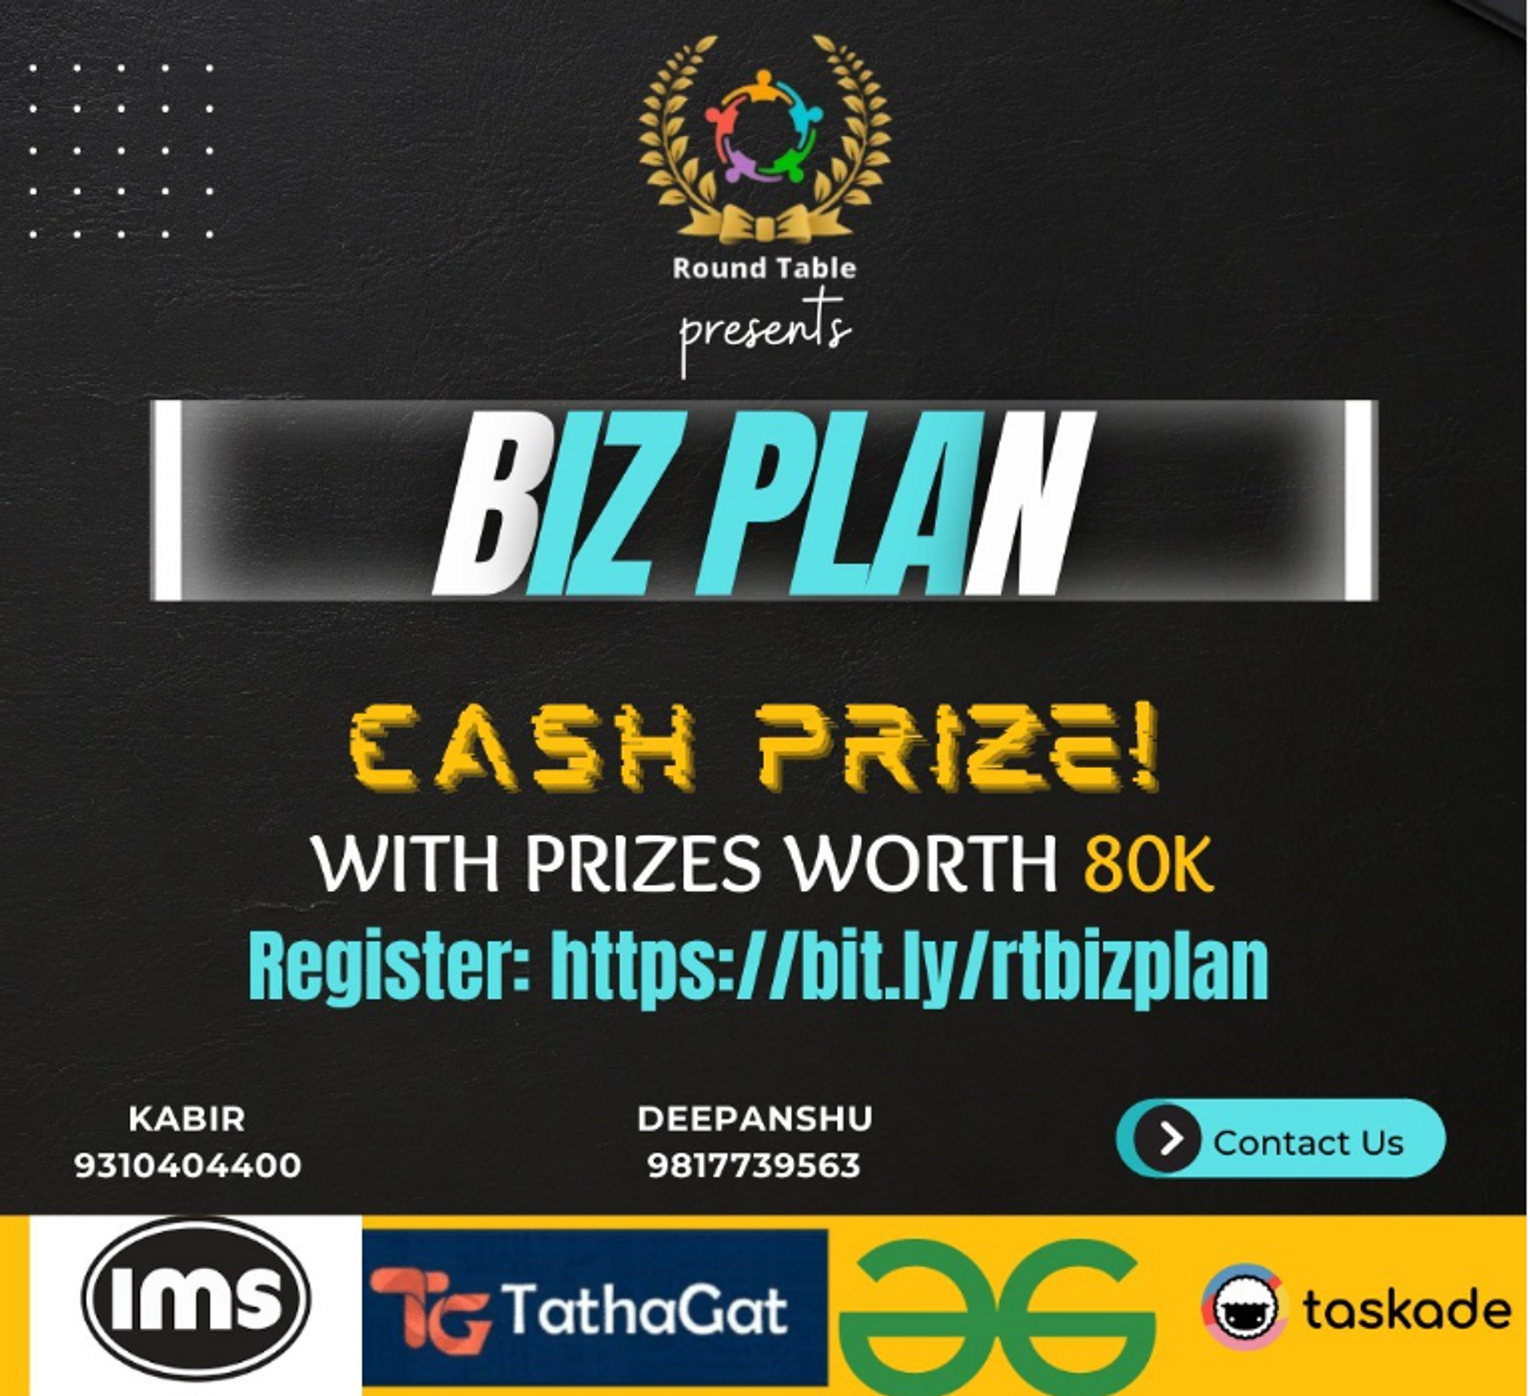 Round Table
presents
BIZ PLAN
CASH PRIZE!
WITH PRIZES WORTH 80K
Register: https://bit.ly/rtbizplan
KABIR
9310404400
DEEPANSHU
9817739563
Contact Us
ims
TG TathaGat
taskade